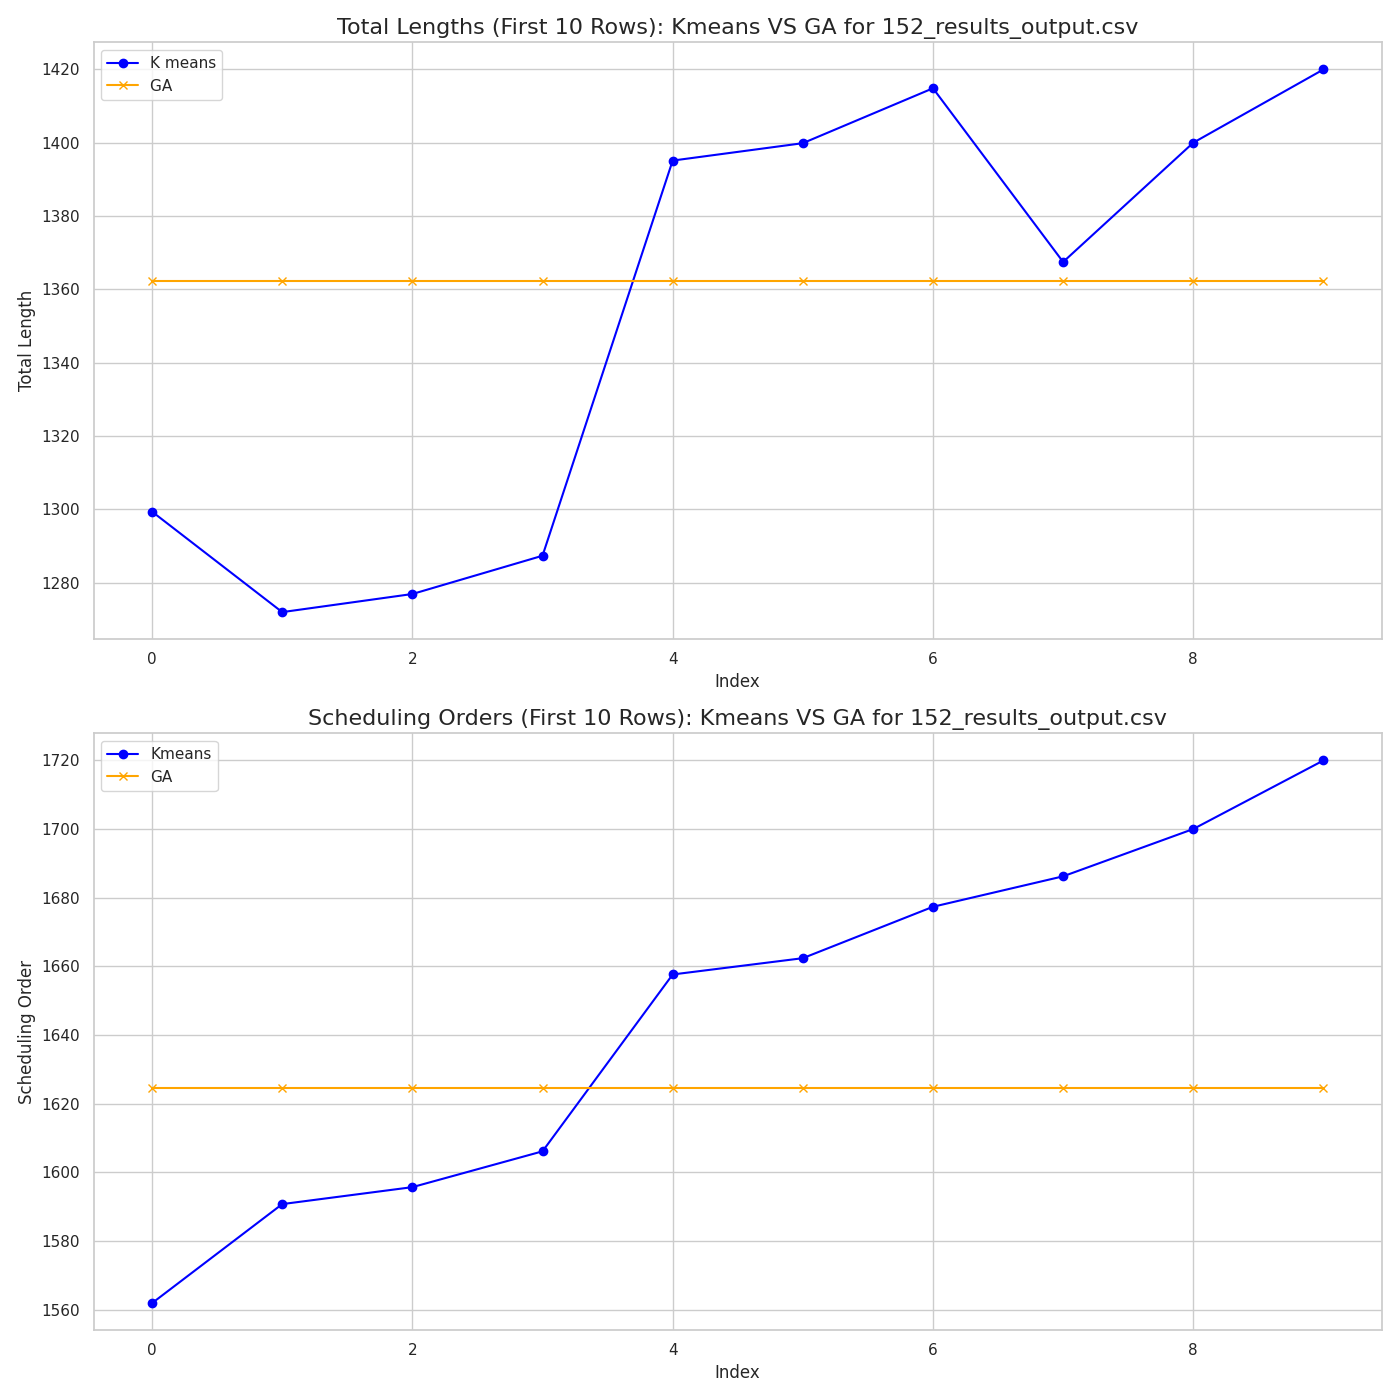 Total Lengths (First 10 Rows): Kmeans VS GA for 152_results_output.csv
K means
GA
Total Length
1420
1400
1380
1360
1340
1320
1300
1280
0 2 4 6 8
Index
Scheduling Orders (First 10 Rows): Kmeans VS GA for 152_results_output.csv
Kmeans
GA
Scheduling Order
1720
1700
1680
1660
1640
1620
1600
1580
1560
0 2 4 6 8
Index